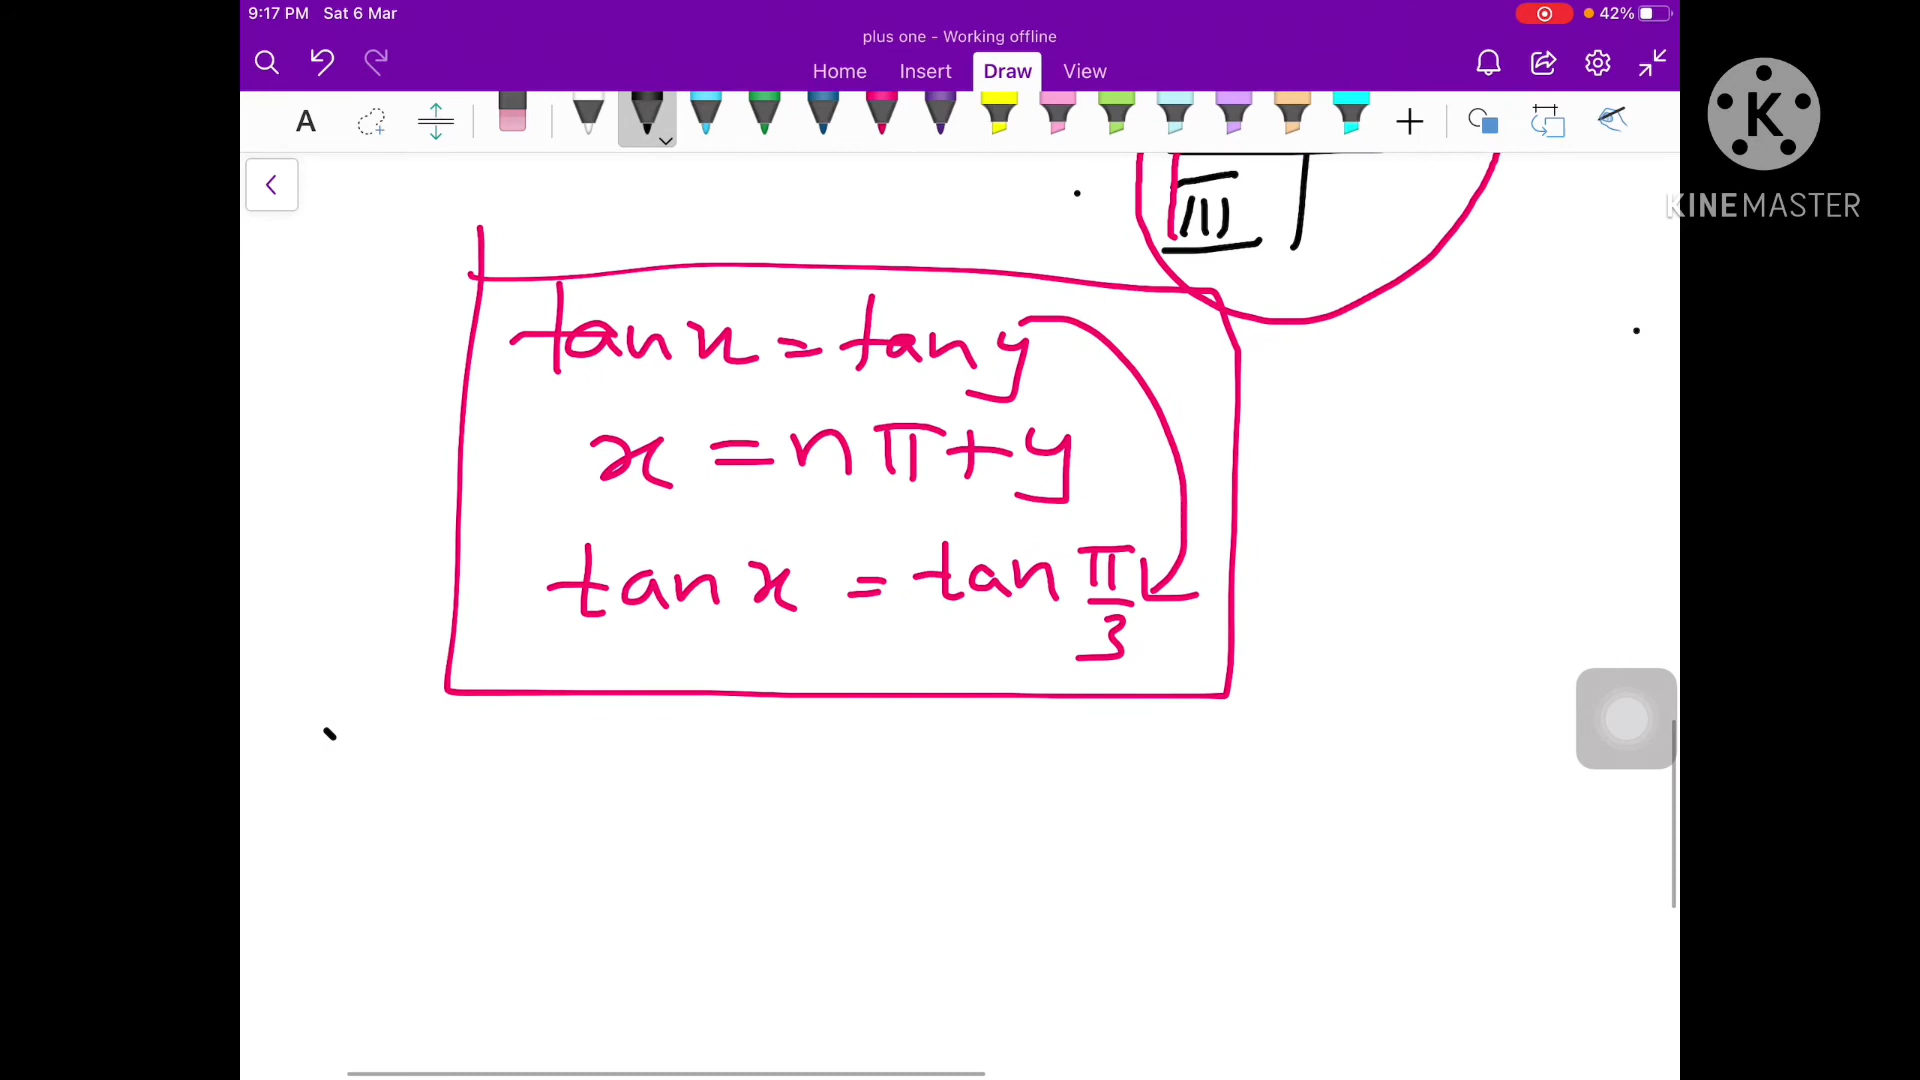 9:17 PM Sat 6 Mar
42%
plus one - Working offline
Home Insert Draw View
A
K
KINEMASTER
III
tan x = tan y
x = nπ + y
tan x = tan π/3